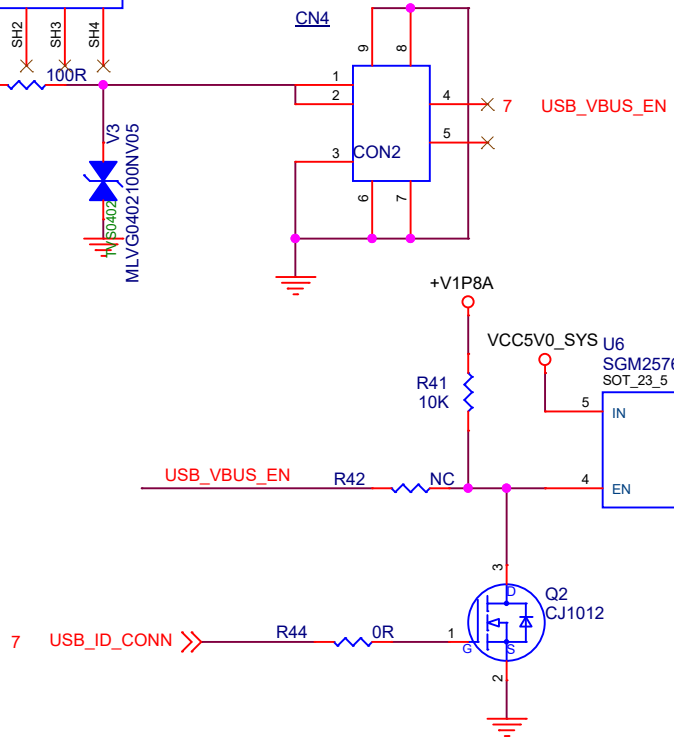 CN4
SH2
SH3
SH4
9
8
100R
1
2
4
7 USB_VBUS_EN
V3
MLVG0402100NV05
TVS0402
3
CON2
5
6
7
+V1P8A
VCC5V0_SYS
U6
SGM2576
SOT_23_5
R41
10K
5
IN
USB_VBUS_EN
R42
NC
4
EN
3
D
Q2
CJ1012
7 USB_ID_CONN
R44
0R
1
G
S
2